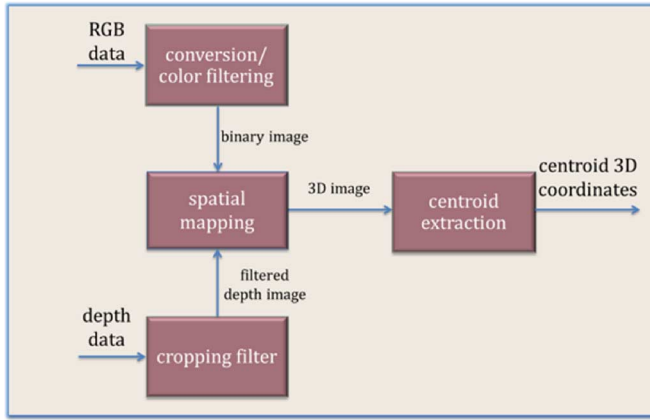 RGB
data
conversion/
color filtering
binary image
spatial
mapping
3D image
centroid
extraction
centroid 3D
coordinates
filtered
depth image
depth
data
cropping filter